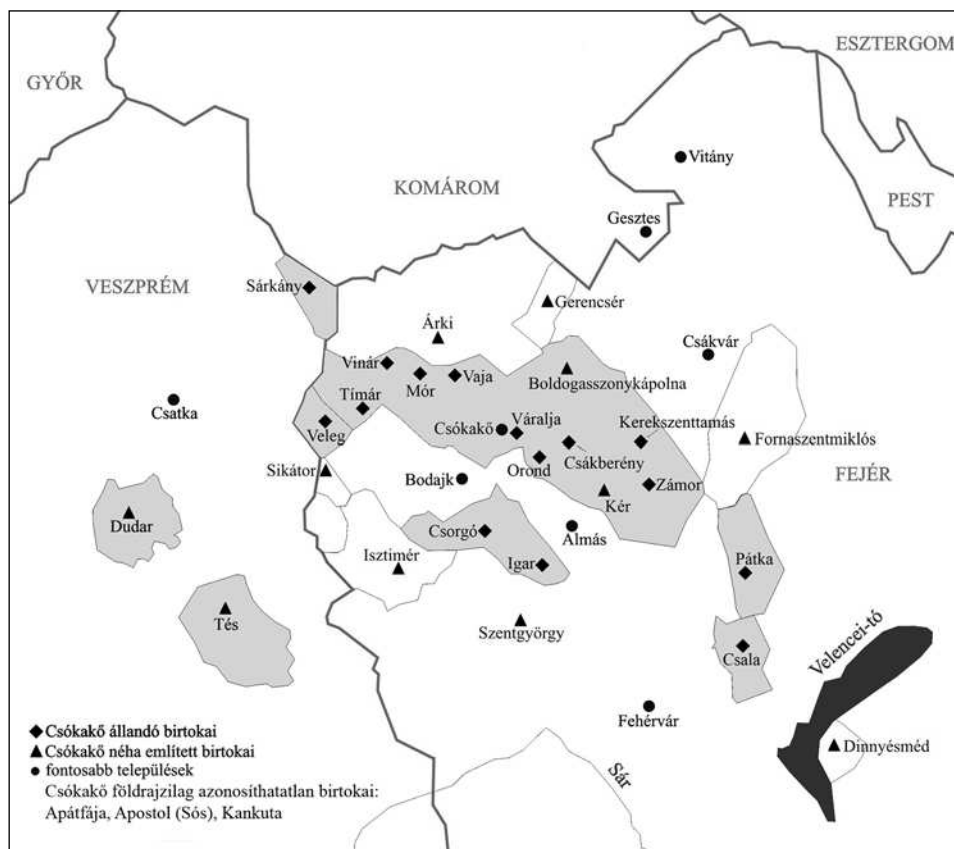 ESZTERGOM
GYŐR
Vitány
KOMÁROM
PEST
Gesztes
VESZPRÉM
Sárkány
Gerencsér
Árki
Csákvár
Vinár
Mór
Vaja
Boldogasszonykápolna
Tímár
Csatka
Veleg
Csókakő
Váralja
Kerekszenttamás
Fornaszentmiklós
Csákberény
Sikátor
Bodajk
Orond
FEJÉR
Kér
Zámor
Dudar
Csorgó
Almás
Isztimér
Igar
Pátka
Tés
Szentgyörgy
Csala
Velencei-tó
Fehérvár
Dinnyésméd
Sár
Csókakő állandó birtokai
Csókakő néha említett birtokai
fontosabb települések
Csókakő földrajzilag azonosíthatatlan birtokai:
Apátfája, Apostol (Sós), Kankuta